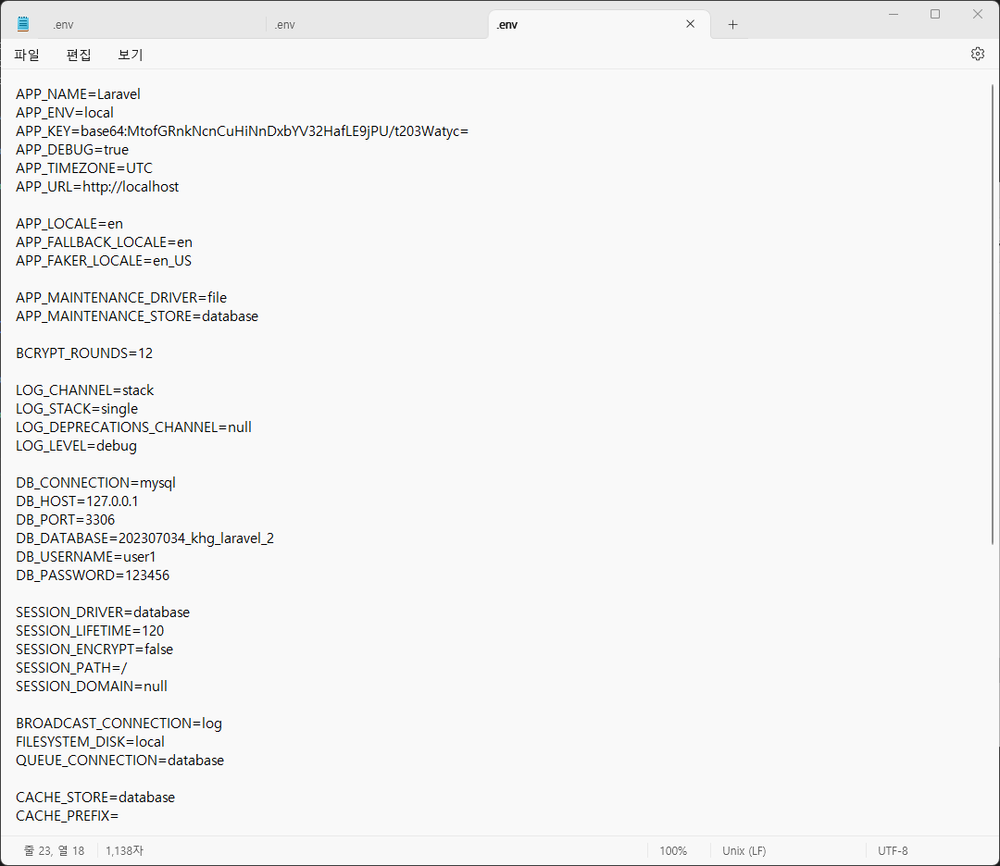 .env
.env
.env
파일
편집
보기
APP_NAME=Laravel
APP_ENV=local
APP_KEY=base64:MtofGRnkNcnCuHiNnDxbYV32HafLE9jPU/t203Watyc=
APP_DEBUG=true
APP_TIMEZONE=UTC
APP_URL=http://localhost
APP_LOCALE=en
APP_FALLBACK_LOCALE=en
APP_FAKER_LOCALE=en_US
APP_MAINTENANCE_DRIVER=file
APP_MAINTENANCE_STORE=database
BCRYPT_ROUNDS=12
LOG_CHANNEL=stack
LOG_STACK=single
LOG_DEPRECATIONS_CHANNEL=null
LOG_LEVEL=debug
DB_CONNECTION=mysql
DB_HOST=127.0.0.1
DB_PORT=3306
DB_DATABASE=202307034_khg_laravel_2
DB_USERNAME=user1
DB_PASSWORD=123456
SESSION_DRIVER=database
SESSION_LIFETIME=120
SESSION_ENCRYPT=false
SESSION_PATH=/
SESSION_DOMAIN=null
BROADCAST_CONNECTION=log
FILESYSTEM_DISK=local
QUEUE_CONNECTION=database
CACHE_STORE=database
CACHE_PREFIX=
줄 23, 열 18
1,138자
100%
Unix (LF)
UTF-8